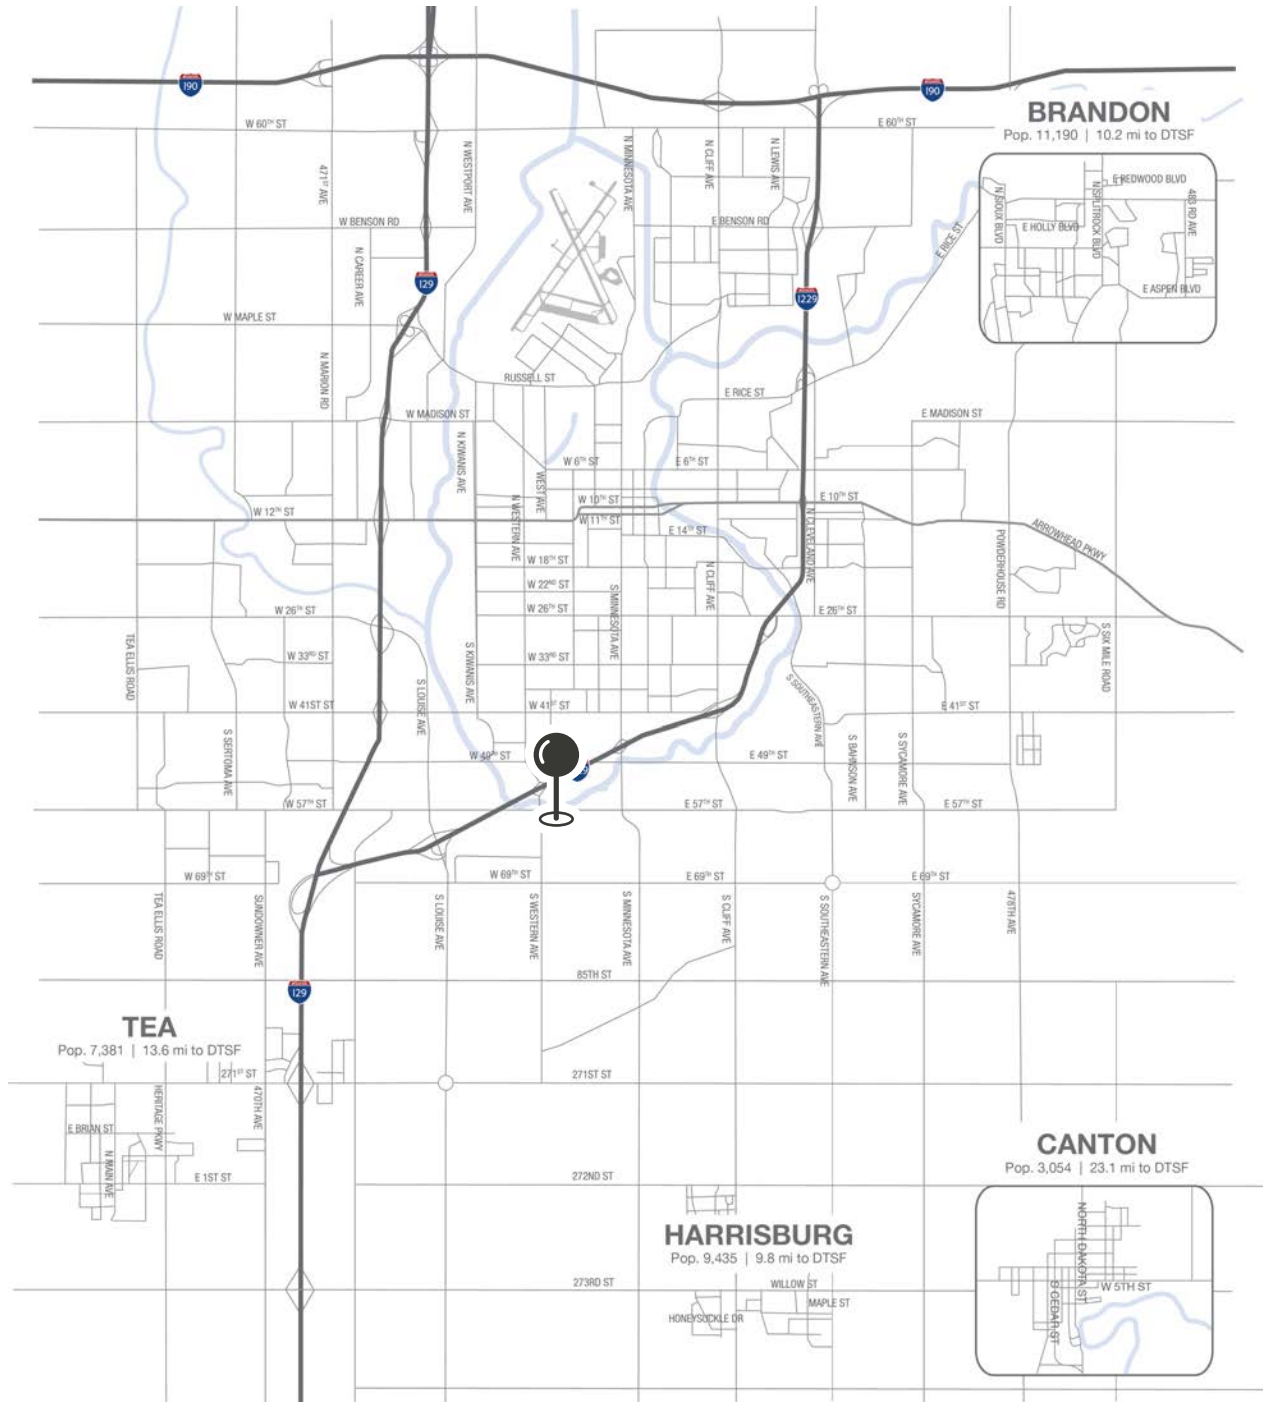 190
190
BRANDON
Pop. 11,190 | 10.2 mi to DTSF
W 60TH ST
E 60TH ST
N WESTPORT AVE
N MINNESOTA AVE
N CLIFF AVE
N LEWIS AVE
471ST AVE
E REDWOOD BLVD
N SIOUX BLVD
N SPLITROCK BLVD
483 RD AVE
W BENSON RD
E BENSON RD
E HOLLY BLVD
E RICE ST
N CAREER AVE
129
1229
E ASPEN BLVD
W MAPLE ST
N MARION RD
RUSSELL ST
E RICE ST
W MADISON ST
E MADISON ST
N KIWANIS AVE
W 6TH ST
E 6TH ST
WEST AVE
N WESTERN AVE
W 10TH ST
E 10TH ST
W 12TH ST
W 11TH ST
E 14TH ST
N CLEVELAND AVE
ARROWHEAD PKWY
POWDERHOUSE RD
W 18TH ST
N CLIFF AVE
W 22ND ST
S MINNESOTA AVE
W 26TH ST
W 26TH ST
E 26TH ST
TEA ELLIS ROAD
S SIX MILE ROAD
W 33RD ST
S KIWANIS AVE
W 33RD ST
S LOUISE AVE
S SOUTHEASTERN AVE
W 41ST ST
W 41ST ST
E 41ST ST
S SERTOMA AVE
S BAHNSON AVE
S SYCAMORE AVE
W 49TH ST
E 49TH ST
W 57TH ST
E 57TH ST
E 57TH ST
W 69TH ST
W 69TH ST
E 69TH ST
E 69TH ST
TEA ELLIS ROAD
SUNDOWNER AVE
S LOUISE AVE
S WESTERN AVE
S MINNESOTA AVE
S CLIFF AVE
S SOUTHEASTERN AVE
SYCAMORE AVE
478TH AVE
85TH ST
129
TEA
Pop. 7,381 | 13.6 mi to DTSF
271ST ST
271ST ST
HERITAGE PKWY
470TH AVE
E BRIAN ST
N MAIN AVE
E 1ST ST
272ND ST
CANTON
Pop. 3,054 | 23.1 mi to DTSF
NORTH DAKOTA ST
W 5TH ST
S CEDAR ST
HARRISBURG
Pop. 9,435 | 9.8 mi to DTSF
273RD ST
WILLOW ST
MAPLE ST
HONEYSUCKLE DR